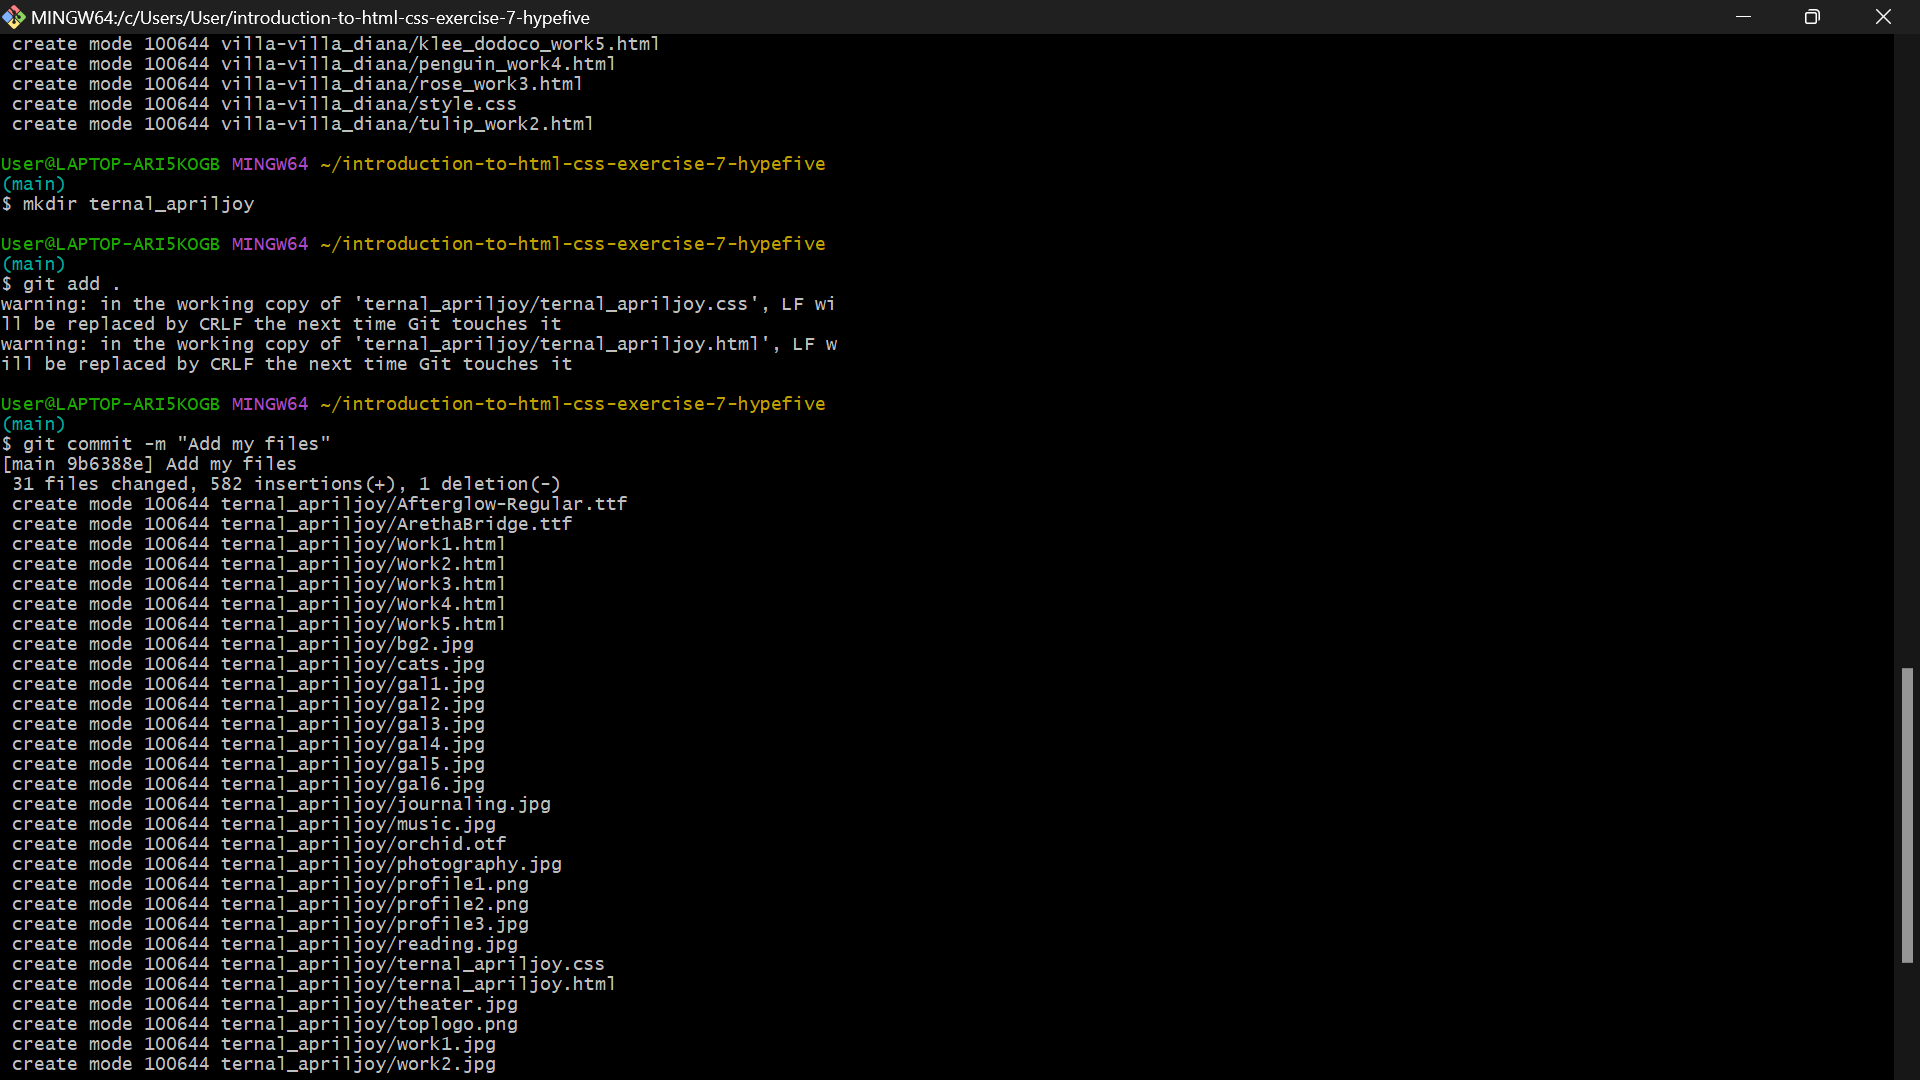 MINGW64:/c/Users/User/introduction-to-html-css-exercise-7-hypefive
create mode 100644 villa-villa_diana/klee_dodoco_work5.html
create mode 100644 villa-villa_diana/penguin_work4.html
create mode 100644 villa-villa_diana/rose_work3.html
create mode 100644 villa-villa_diana/style.css
create mode 100644 villa-villa_diana/tulip_work2.html
User@LAPTOP-ARI5KOGB MINGW64 ~/introduction-to-html-css-exercise-7-hypefive
(main)
$ mkdir ternal_apriljoy
User@LAPTOP-ARI5KOGB MINGW64 ~/introduction-to-html-css-exercise-7-hypefive
(main)
$ git add .
warning: in the working copy of 'ternal_apriljoy/ternal_apriljoy.css', LF wi
ll be replaced by CRLF the next time Git touches it
warning: in the working copy of 'ternal_apriljoy/ternal_apriljoy.html', LF w
ill be replaced by CRLF the next time Git touches it
User@LAPTOP-ARI5KOGB MINGW64 ~/introduction-to-html-css-exercise-7-hypefive
(main)
$ git commit -m "Add my files"
[main 9b6388e] Add my files
31 files changed, 582 insertions(+), 1 deletion(-)
create mode 100644 ternal_apriljoy/Afterglow-Regular.ttf
create mode 100644 ternal_apriljoy/ArethaBridge.ttf
create mode 100644 ternal_apriljoy/Work1.html
create mode 100644 ternal_apriljoy/Work2.html
create mode 100644 ternal_apriljoy/Work3.html
create mode 100644 ternal_apriljoy/Work4.html
create mode 100644 ternal_apriljoy/Work5.html
create mode 100644 ternal_apriljoy/bg2.jpg
create mode 100644 ternal_apriljoy/cats.jpg
create mode 100644 ternal_apriljoy/gal1.jpg
create mode 100644 ternal_apriljoy/gal2.jpg
create mode 100644 ternal_apriljoy/gal3.jpg
create mode 100644 ternal_apriljoy/gal4.jpg
create mode 100644 ternal_apriljoy/gal5.jpg
create mode 100644 ternal_apriljoy/gal6.jpg
create mode 100644 ternal_apriljoy/journaling.jpg
create mode 100644 ternal_apriljoy/music.jpg
create mode 100644 ternal_apriljoy/orchid.otf
create mode 100644 ternal_apriljoy/photography.jpg
create mode 100644 ternal_apriljoy/profile1.png
create mode 100644 ternal_apriljoy/profile2.png
create mode 100644 ternal_apriljoy/profile3.jpg
create mode 100644 ternal_apriljoy/reading.jpg
create mode 100644 ternal_apriljoy/ternal_apriljoy.css
create mode 100644 ternal_apriljoy/ternal_apriljoy.html
create mode 100644 ternal_apriljoy/theater.jpg
create mode 100644 ternal_apriljoy/toplogo.png
create mode 100644 ternal_apriljoy/work1.jpg
create mode 100644 ternal_apriljoy/work2.jpg